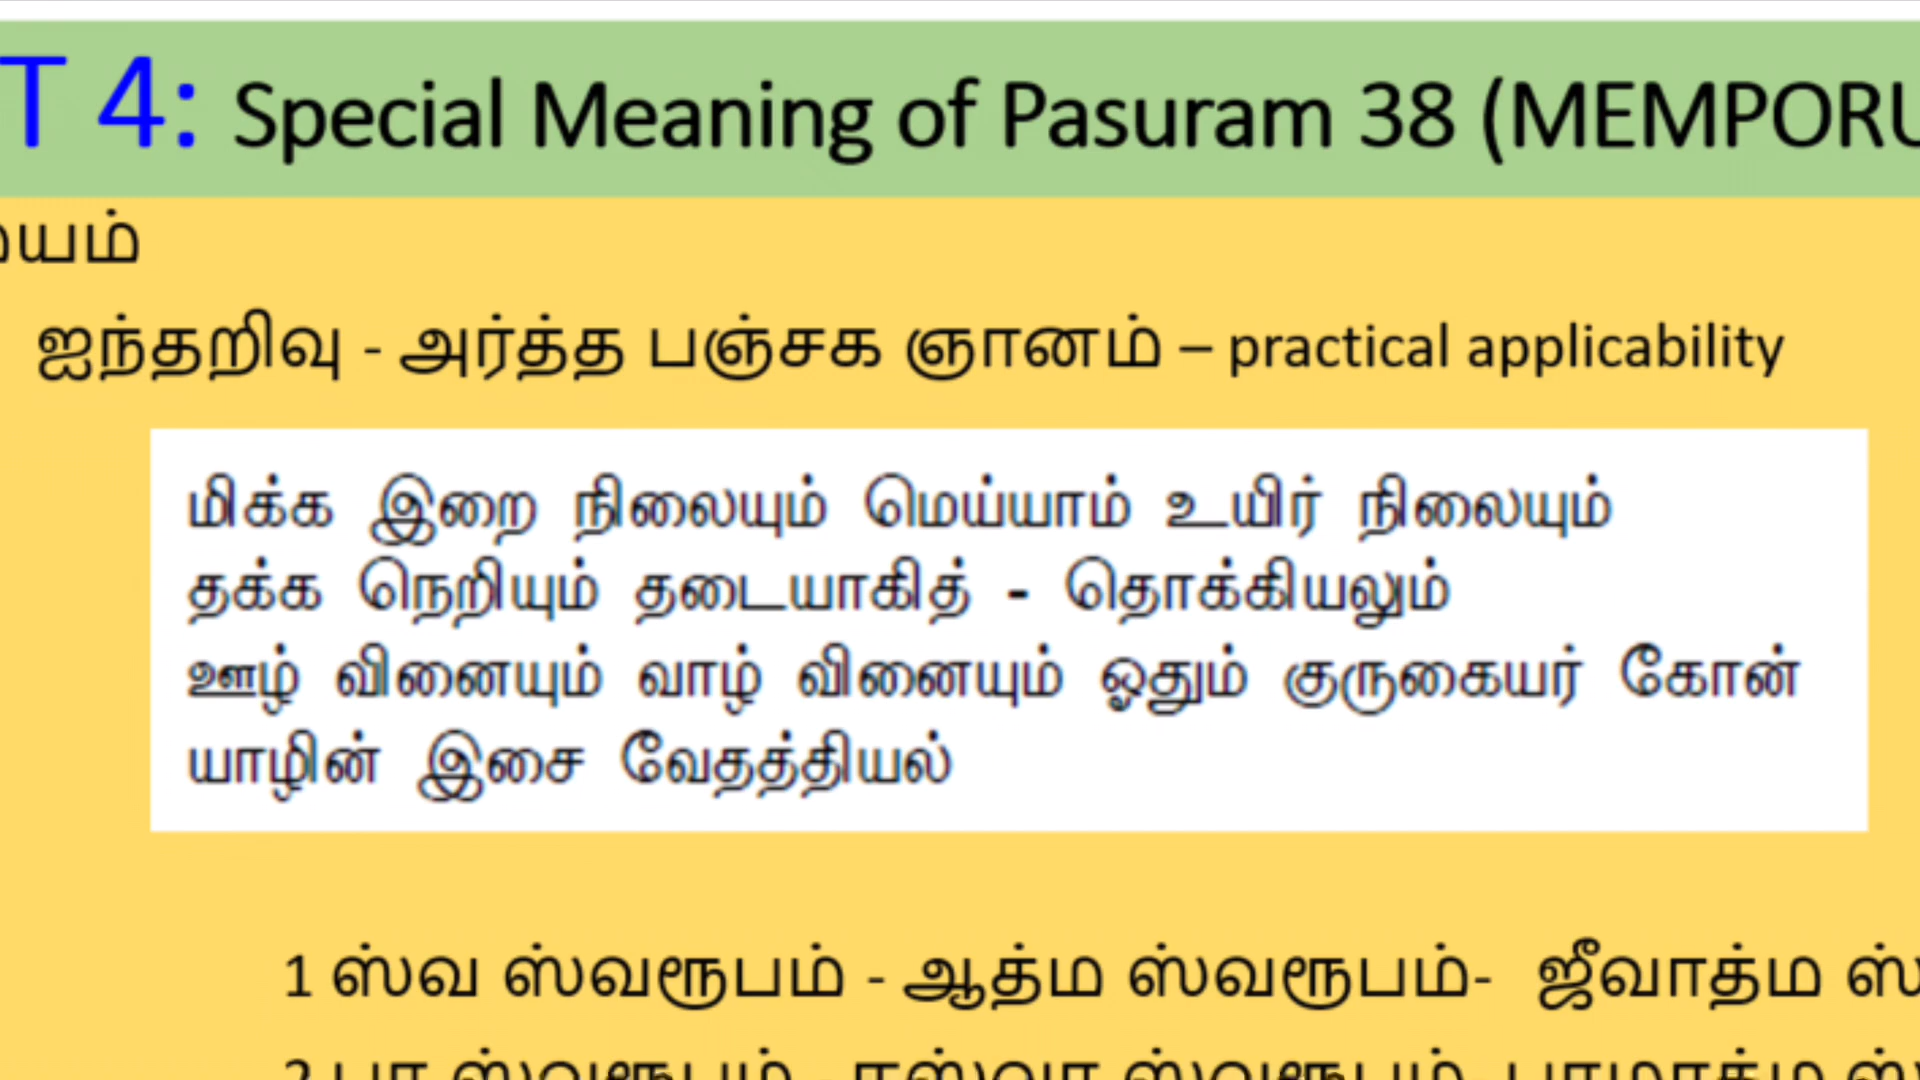 T 4: Special Meaning of Pasuram 38 (MEMPORU
யம்
ஐந்தறிவு - அர்த்த பஞ்சக ஞானம் – practical applicability
மிக்க இறை நிலையும் மெய்யாம் உயிர் நிலையும்
தக்க நெறியும் தடையாகித் - தொக்கியலும்
ஊழ் வினையும் வாழ் வினையும் ஓதும் குருகையர் கோன்
யாழின் இசை வேதத்தியல்
1 ஸ்வ ஸ்வரூபம் - ஆத்ம ஸ்வரூபம்- ஜீவாத்ம ஸ்